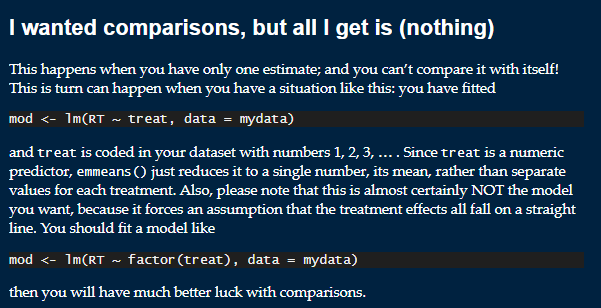 I wanted comparisons, but all I get is (nothing)
This happens when you have only one estimate; and you can’t compare it with itself!
This is turn can happen when you have a situation like this: you have fitted
mod <- lm(RT ~ treat, data = mydata)
and treat is coded in your dataset with numbers 1, 2, 3, … . Since treat is a numeric
predictor, emmeans() just reduces it to a single number, its mean, rather than separate
values for each treatment. Also, please note that this is almost certainly NOT the model
you want, because it forces an assumption that the treatment effects all fall on a straight
line. You should fit a model like
mod <- lm(RT ~ factor(treat), data = mydata)
then you will have much better luck with comparisons.